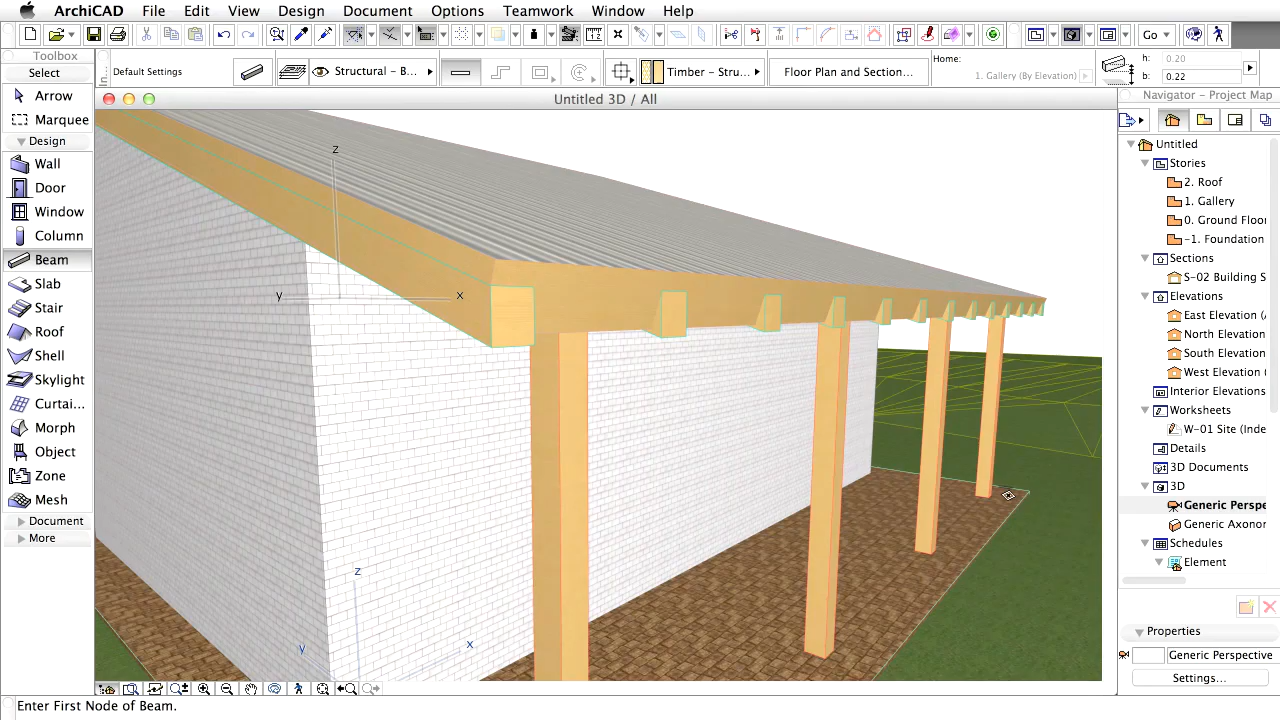 ArchiCAD File Edit View Design Document Options Teamwork Window Help
Go
Toolbox
Select
Arrow
Marquee
Design
Wall
Door
Window
Column
Beam
Slab
Stair
Roof
Shell
Skylight
Curtai...
Morph
Object
Zone
Mesh
Document
More
Default Settings
Structural - B...
Timber - Stru...
Floor Plan and Section...
Home:
1. Gallery (By Elevation)
h: 0.20
b: 0.22
Untitled 3D / All
z
y
x
z
y
x
Navigator - Project Map
Untitled
Stories
2. Roof
1. Gallery
0. Ground Floo
-1. Foundation
Sections
S-02 Building S
Elevations
East Elevation (
North Elevation
South Elevation
West Elevation (
Interior Elevations
Worksheets
W-01 Site (Inde
Details
3D Documents
3D
Generic Perspe
Generic Axonor
Schedules
Element
Properties
Generic Perspective
Settings...
Enter First Node of Beam.